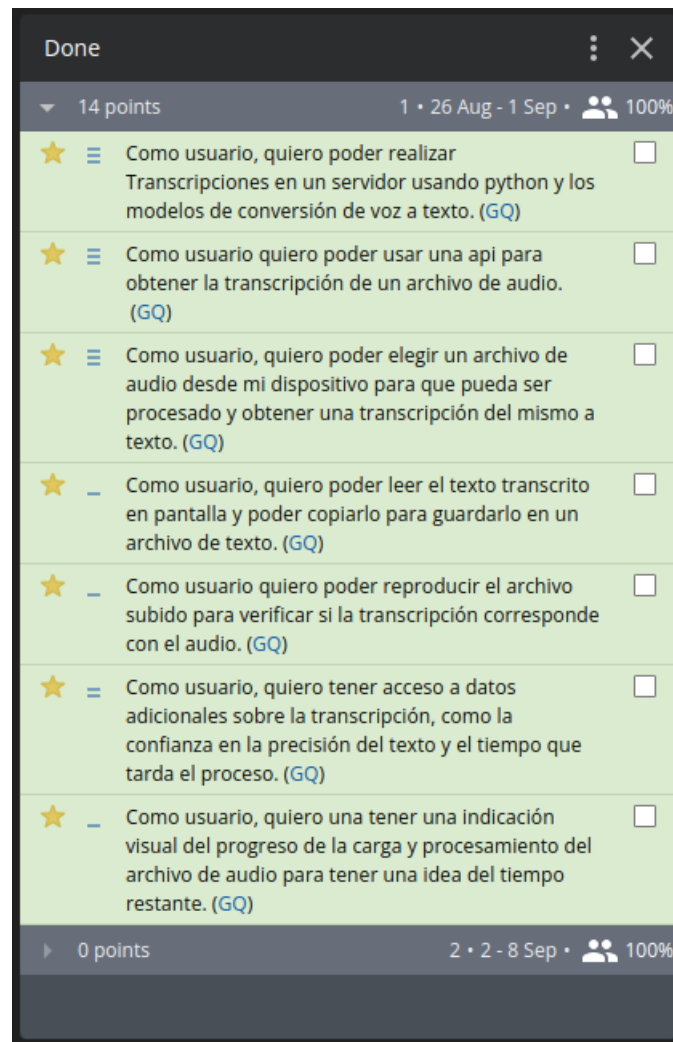 Done
14 points 1 • 26 Aug - 1 Sep • 100%
Como usuario, quiero poder realizar
Transcripciones en un servidor usando python y los
modelos de conversión de voz a texto. (GQ)
Como usuario quiero poder usar una api para
obtener la transcripción de un archivo de audio.
(GQ)
Como usuario, quiero poder elegir un archivo de
audio desde mi dispositivo para que pueda ser
procesado y obtener una transcripción del mismo a
texto. (GQ)
Como usuario, quiero poder leer el texto transcrito
en pantalla y poder copiarlo para guardarlo en un
archivo de texto. (GQ)
Como usuario quiero poder reproducir el archivo
subido para verificar si la transcripción corresponde
con el audio. (GQ)
Como usuario, quiero tener acceso a datos
adicionales sobre la transcripción, como la
confianza en la precisión del texto y el tiempo que
tarda el proceso. (GQ)
Como usuario, quiero una tener una indicación
visual del progreso de la carga y procesamiento del
archivo de audio para tener una idea del tiempo
restante. (GQ)
0 points 2 • 2 - 8 Sep • 100%